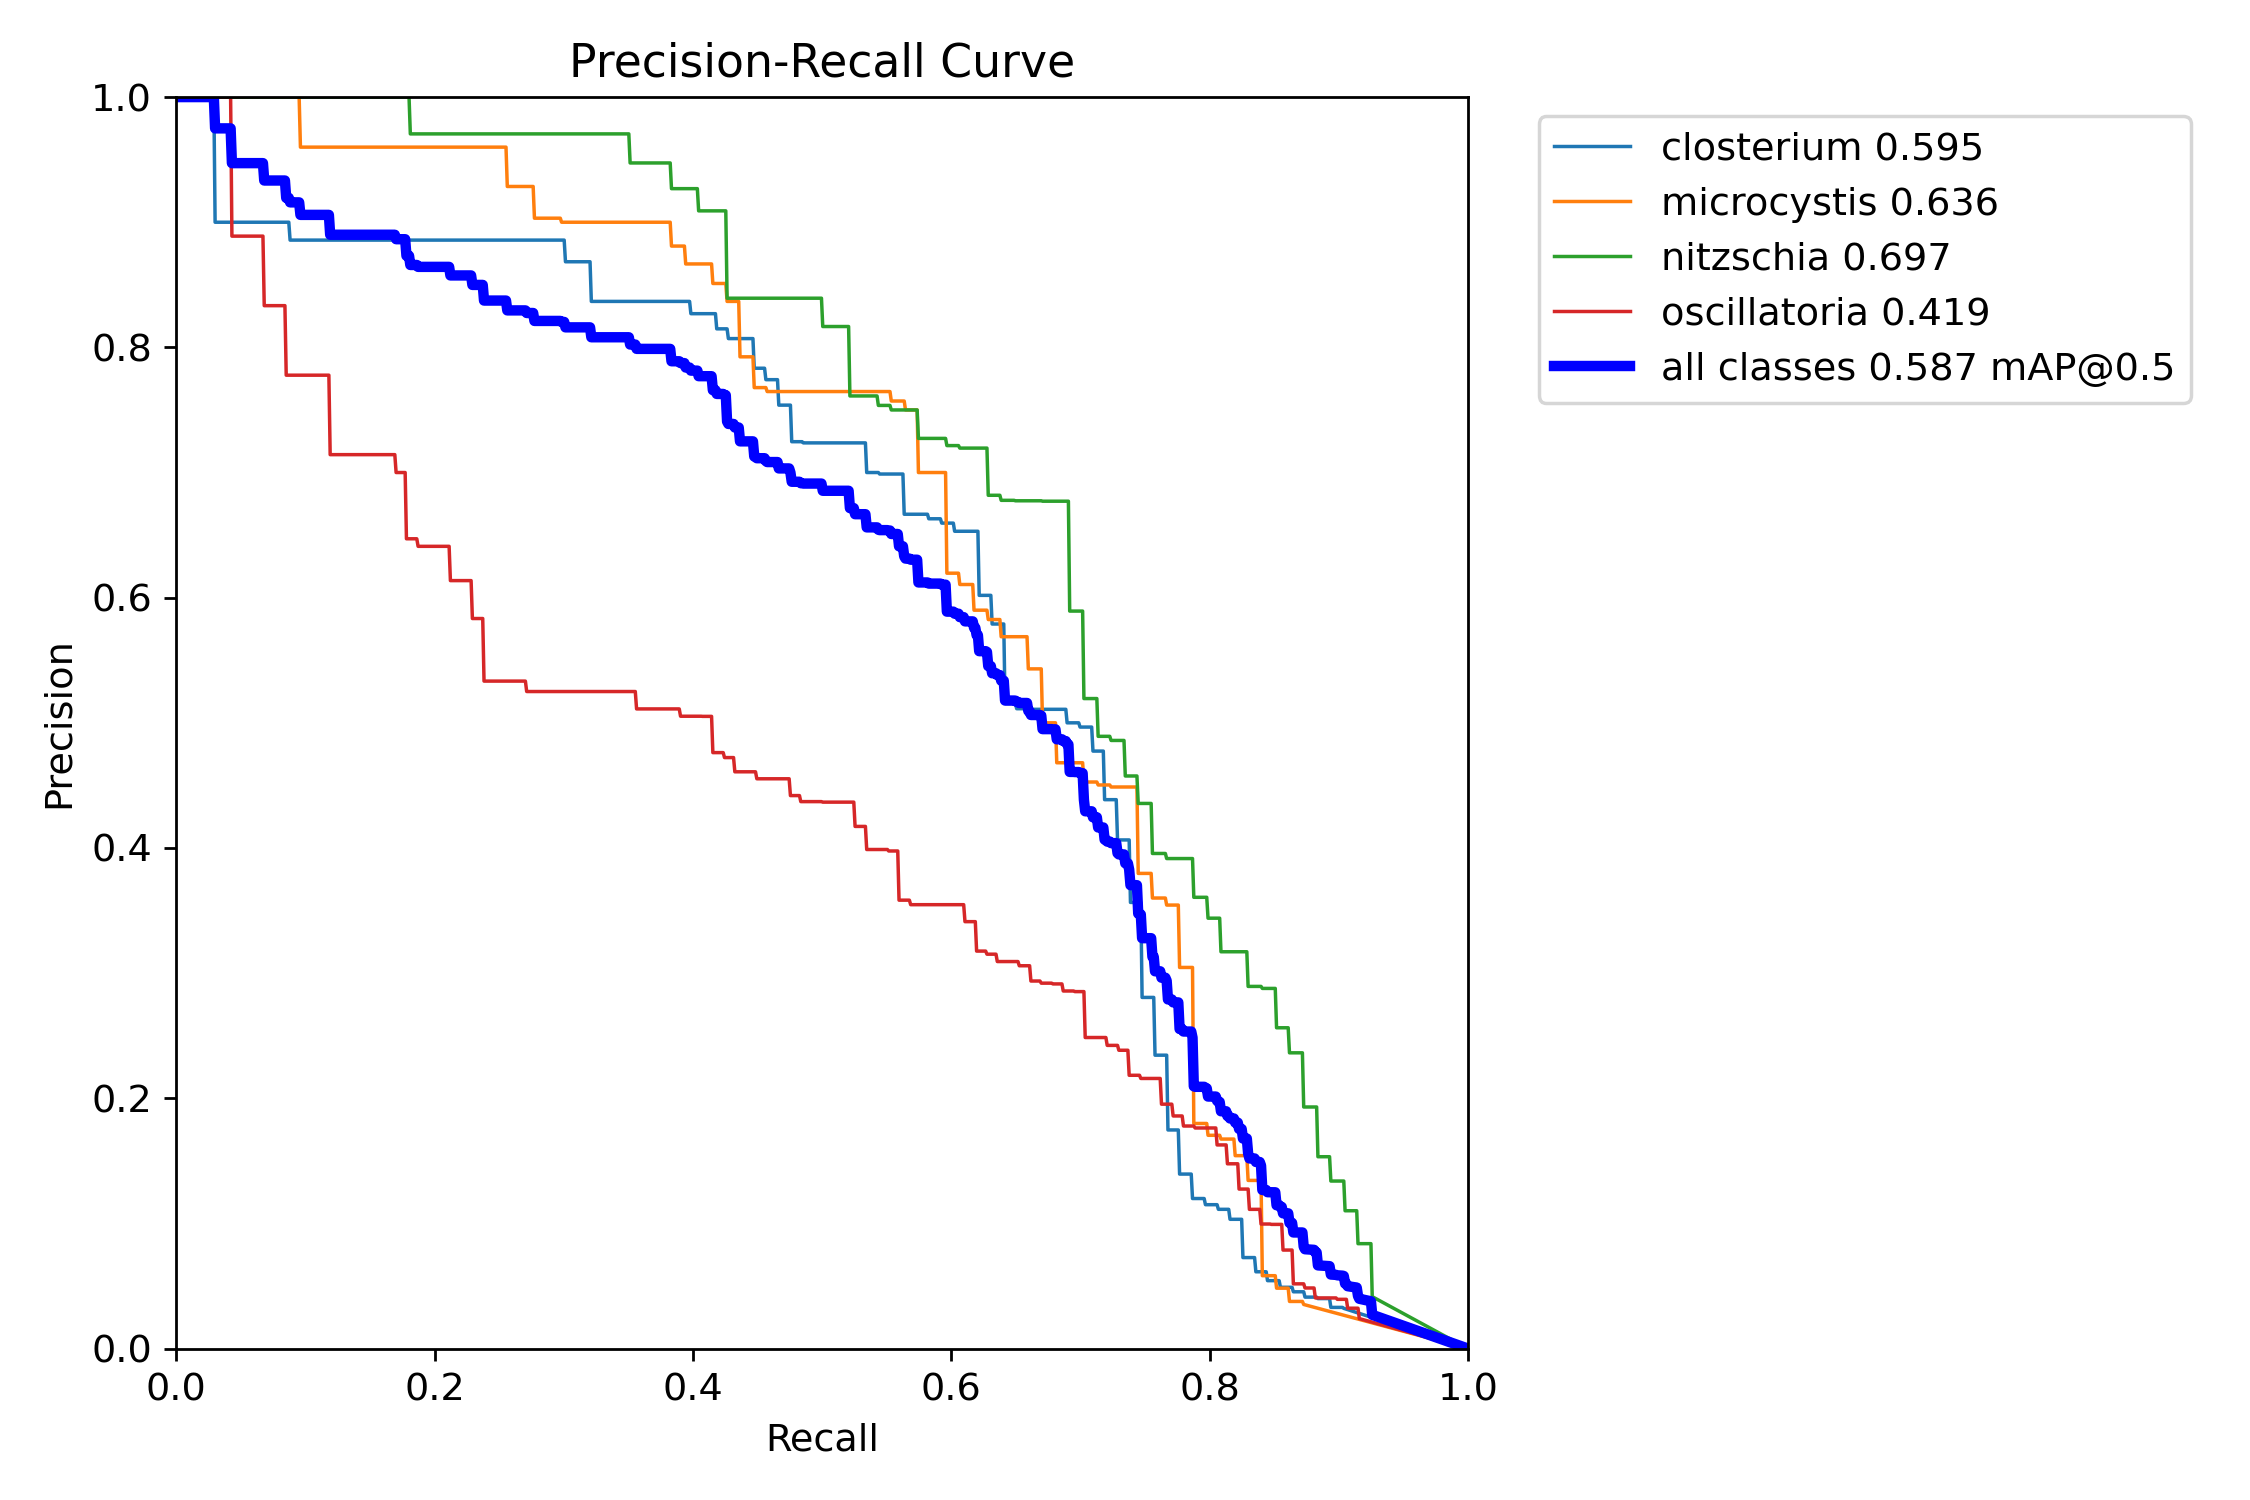 Precision-Recall Curve
1.0
0.8
0.6
0.4
0.2
0.0
Precision
0.0 0.2 0.4 0.6 0.8 1.0
Recall
closterium 0.595
microcystis 0.636
nitzschia 0.697
oscillatoria 0.419
all classes 0.587 mAP@0.5